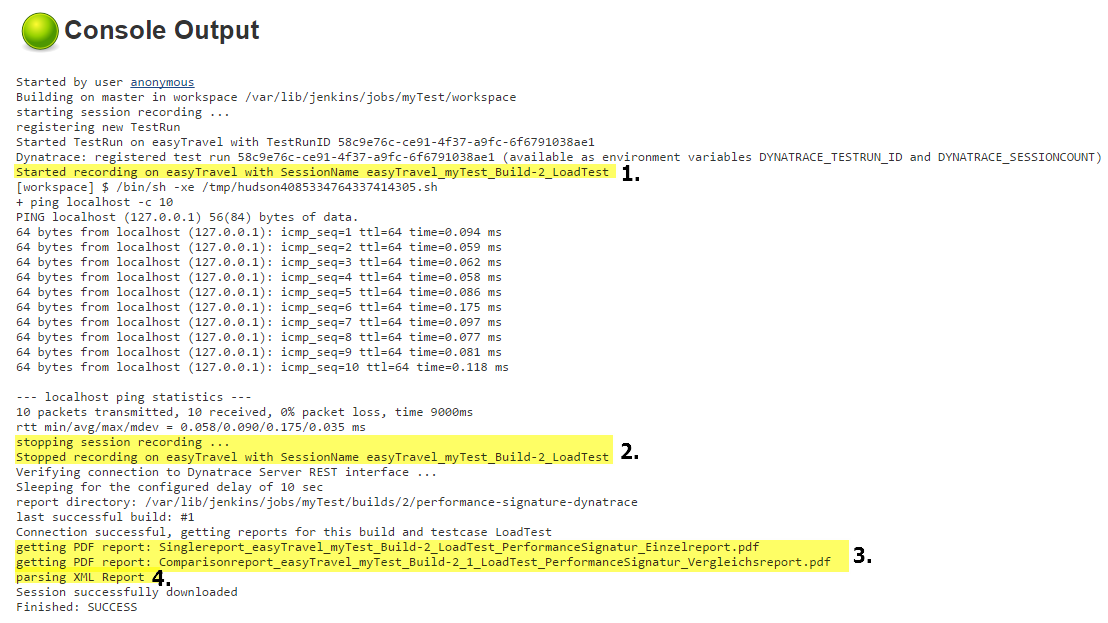 Console Output
Started by user anonymous
Building on master in workspace /var/lib/jenkins/jobs/myTest/workspace
starting session recording ...
registering new TestRun
Started TestRun on easyTravel with TestRunID 58c9e76c-ce91-4f37-a9fc-6f6791038ae1
Dynatrace: registered test run 58c9e76c-ce91-4f37-a9fc-6f6791038ae1 (available as environment variables DYNATRACE_TESTRUN_ID and DYNATRACE_SESSIONCOUNT)
Started recording on easyTravel with SessionName easyTravel_myTest_Build-2_LoadTest 1.
[workspace] $ /bin/sh -xe /tmp/hudson4085334764337414305.sh
+ ping localhost -c 10
PING localhost (127.0.0.1) 56(84) bytes of data.
64 bytes from localhost (127.0.0.1): icmp_seq=1 ttl=64 time=0.094 ms
64 bytes from localhost (127.0.0.1): icmp_seq=2 ttl=64 time=0.059 ms
64 bytes from localhost (127.0.0.1): icmp_seq=3 ttl=64 time=0.062 ms
64 bytes from localhost (127.0.0.1): icmp_seq=4 ttl=64 time=0.058 ms
64 bytes from localhost (127.0.0.1): icmp_seq=5 ttl=64 time=0.086 ms
64 bytes from localhost (127.0.0.1): icmp_seq=6 ttl=64 time=0.175 ms
64 bytes from localhost (127.0.0.1): icmp_seq=7 ttl=64 time=0.097 ms
64 bytes from localhost (127.0.0.1): icmp_seq=8 ttl=64 time=0.077 ms
64 bytes from localhost (127.0.0.1): icmp_seq=9 ttl=64 time=0.081 ms
64 bytes from localhost (127.0.0.1): icmp_seq=10 ttl=64 time=0.118 ms
--- localhost ping statistics ---
10 packets transmitted, 10 received, 0% packet loss, time 9000ms
rtt min/avg/max/mdev = 0.058/0.090/0.175/0.035 ms
stopping session recording ...
Stopped recording on easyTravel with SessionName easyTravel_myTest_Build-2_LoadTest 2.
Verifying connection to Dynatrace Server REST interface ...
Sleeping for the configured delay of 10 sec
report directory: /var/lib/jenkins/jobs/myTest/builds/2/performance-signature-dynatrace
last successful build: #1
Connection successful, getting reports for this build and testcase LoadTest
getting PDF report: Singlereport_easyTravel_myTest_Build-2_LoadTest_PerformanceSignatur_Einzelreport.pdf
getting PDF report: Comparisonreport_easyTravel_myTest_Build-2_1_LoadTest_PerformanceSignatur_Vergleichsreport.pdf 3.
parsing XML Report 4.
Session successfully downloaded
Finished: SUCCESS